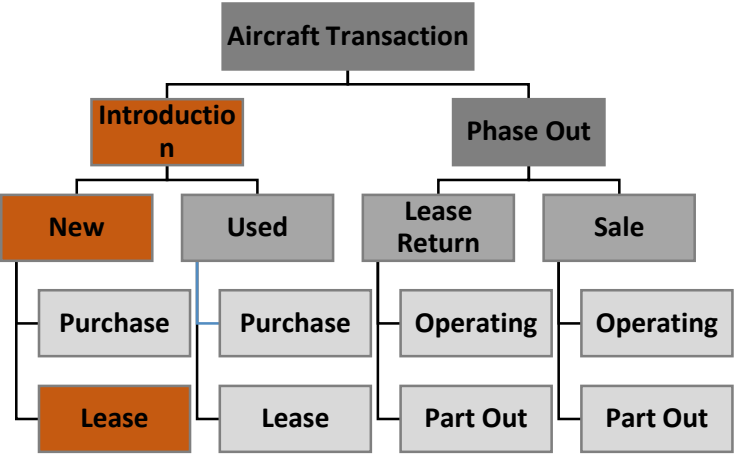 Aircraft Transaction
Introductio
n
Phase Out
New
Used
Lease
Return
Sale
Purchase
Purchase
Operating
Operating
Lease
Lease
Part Out
Part Out